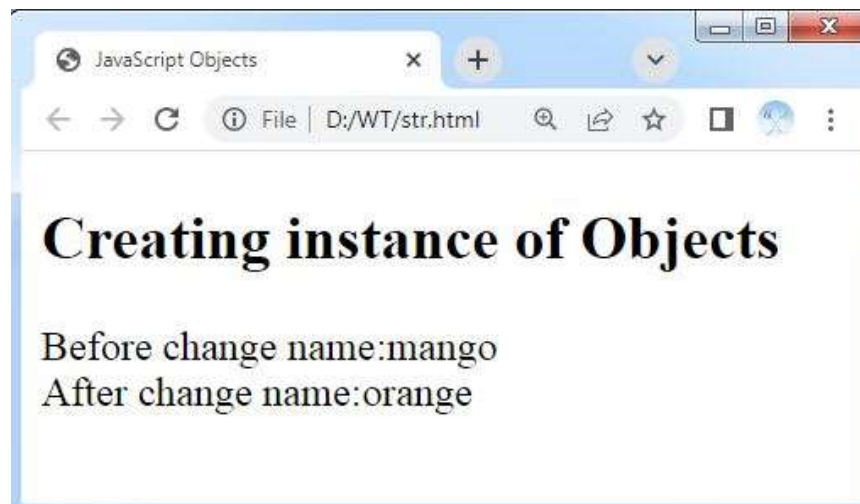 JavaScript Objects
File | D:/WT/str.html
Creating instance of Objects
Before change name:mango
After change name:orange